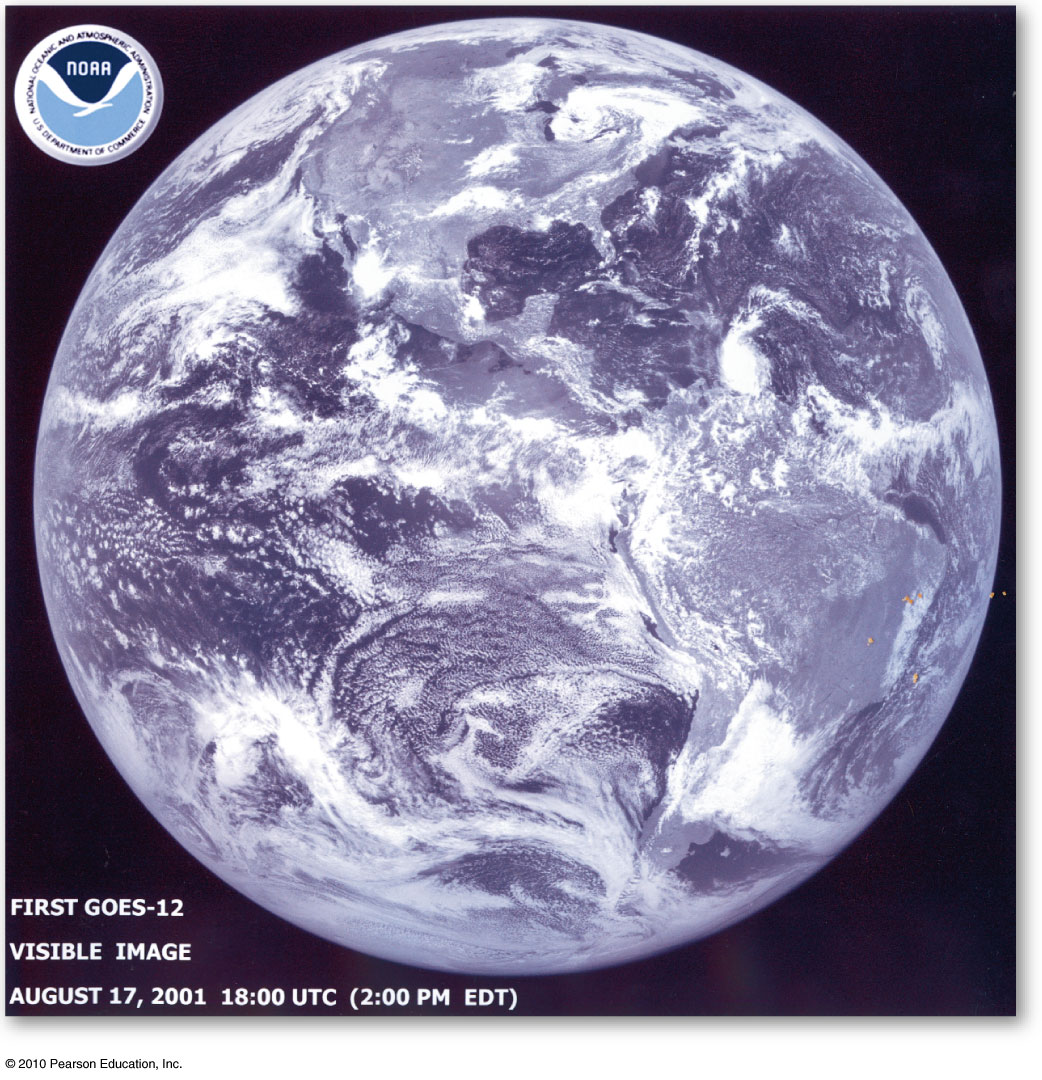 NATIONAL OCEANIC AND ATMOSPHERIC ADMINISTRATION
NOAA
U.S. DEPARTMENT OF COMMERCE
FIRST GOES-12
VISIBLE IMAGE
AUGUST 17, 2001 18:00 UTC (2:00 PM EDT)
© 2010 Pearson Education, Inc.